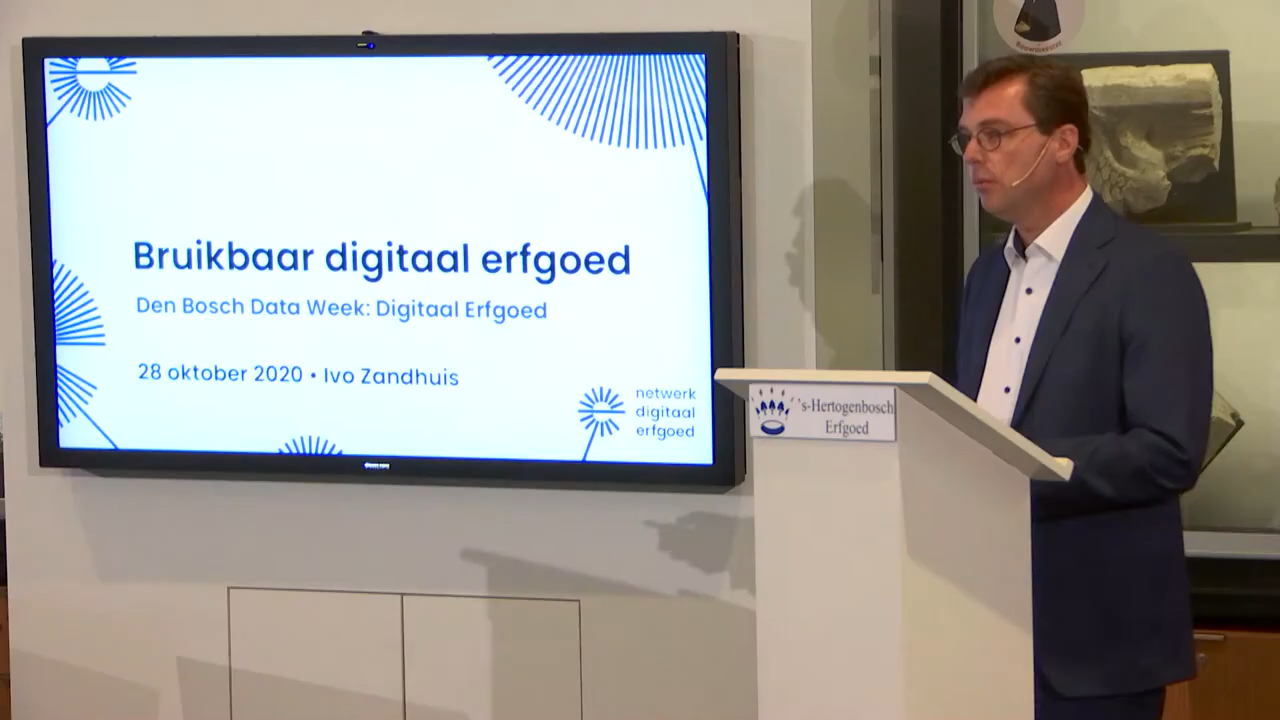 Bruikbaar digitaal erfgoed
Den Bosch Data Week: Digitaal Erfgoed
28 oktober 2020 • Ivo Zandhuis
netwerk
digitaal
erfgoed
's-Hertogenbosch
Erfgoed
Bouwmeester